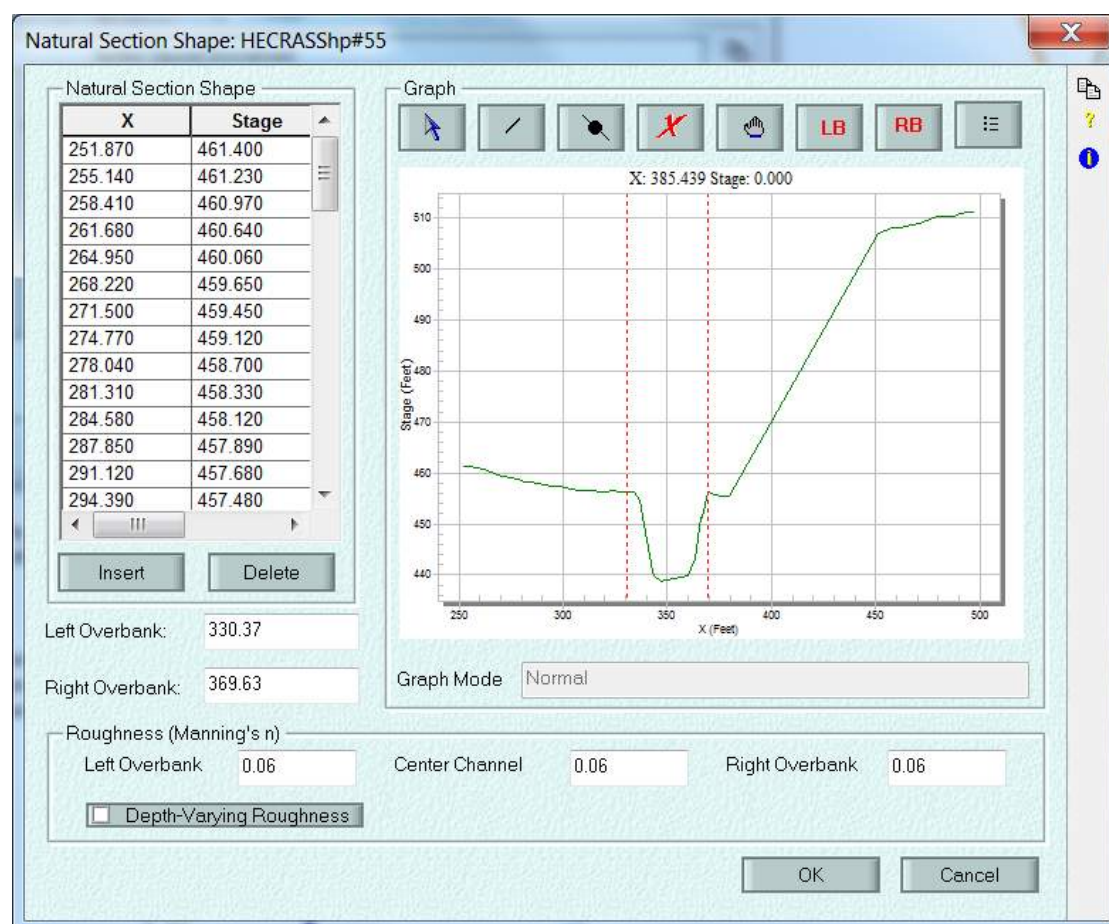 Natural Section Shape: HECRASShp#55
Natural Section Shape
X Stage
251.870 461.400
255.140 461.230
258.410 460.970
261.680 460.640
264.950 460.060
268.220 459.650
271.500 459.450
274.770 459.120
278.040 458.700
281.310 458.330
284.580 458.120
287.850 457.890
291.120 457.680
294.390 457.480
Insert Delete
Left Overbank: 330.37
Right Overbank: 369.63
Graph
LB RB
X: 385.439 Stage: 0.000
Stage (Feet)
510
500
490
480
470
460
450
440
250 300 350 400 450 500
X (Feet)
Graph Mode Normal
Roughness (Manning's n)
Left Overbank 0.06 Center Channel 0.06 Right Overbank 0.06
Depth-Varying Roughness
OK Cancel